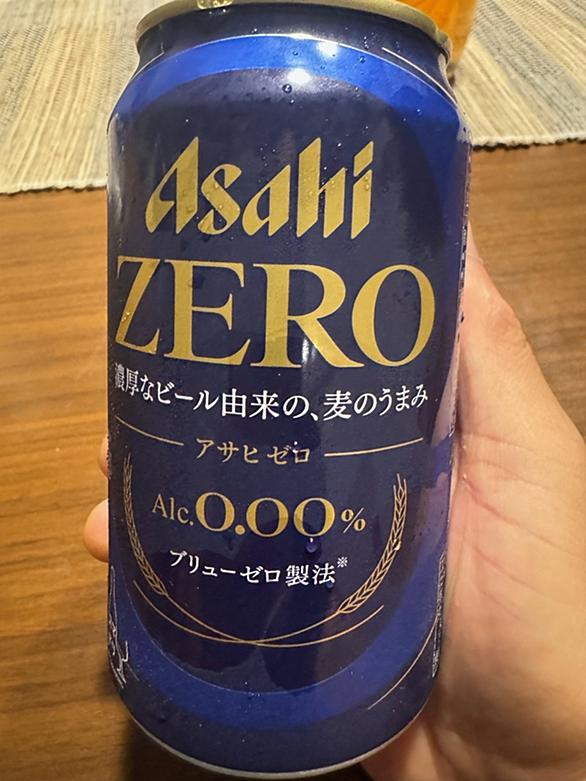 Asahi
ZERO
濃厚なビール由来の、麦のうまみ
アサヒ ゼロ
Alc.0.00%
ブリューゼロ製法※